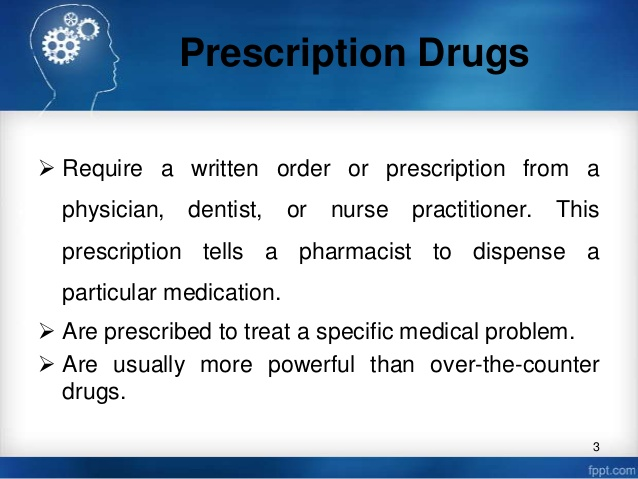 Prescription Drugs
➢ Require a written order or prescription from a
physician, dentist, or nurse practitioner. This
prescription tells a pharmacist to dispense a
particular medication.
➢ Are prescribed to treat a specific medical problem.
➢ Are usually more powerful than over-the-counter
drugs.
3
fppt.com